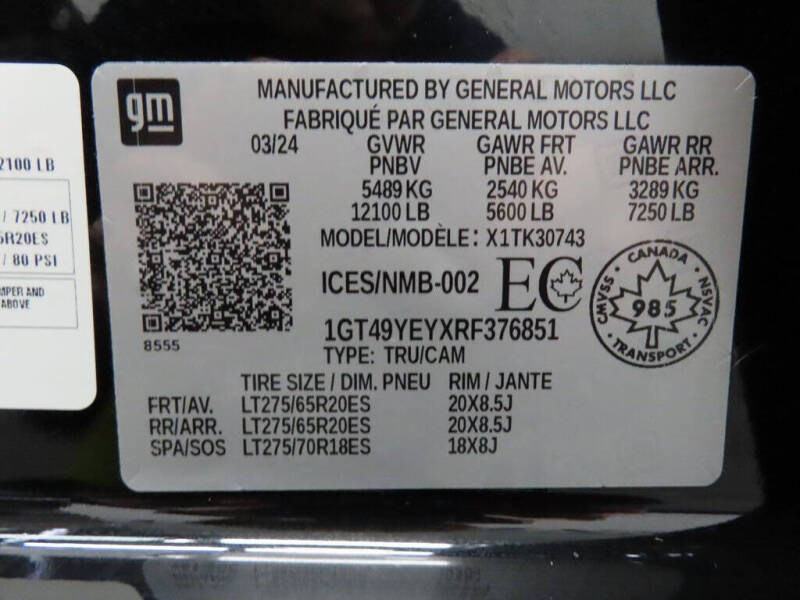 gm
MANUFACTURED BY GENERAL MOTORS LLC
FABRIQUÉ PAR GENERAL MOTORS LLC
03/24 GVWR GAWR FRT GAWR RR
PNBV PNBE AV. PNBE ARR.
5489 KG 2540 KG 3289 KG
12100 LB 5600 LB 7250 LB
MODEL/MODÈLE: X1TK30743
ICES/NMB-002 EC
CANADA
CMVSS 985 NSVAC
TRANSPORT
1GT49YEYXRF376851
8555
TYPE: TRU/CAM
TIRE SIZE / DIM. PNEU RIM / JANTE
FRT/AV. LT275/65R20ES 20X8.5J
RR/ARR. LT275/65R20ES 20X8.5J
SPA/SOS LT275/70R18ES 18X8J
2100 LB
/ 7250 LB
5R20ES
/ 80 PSI
MPER AND
ABOVE